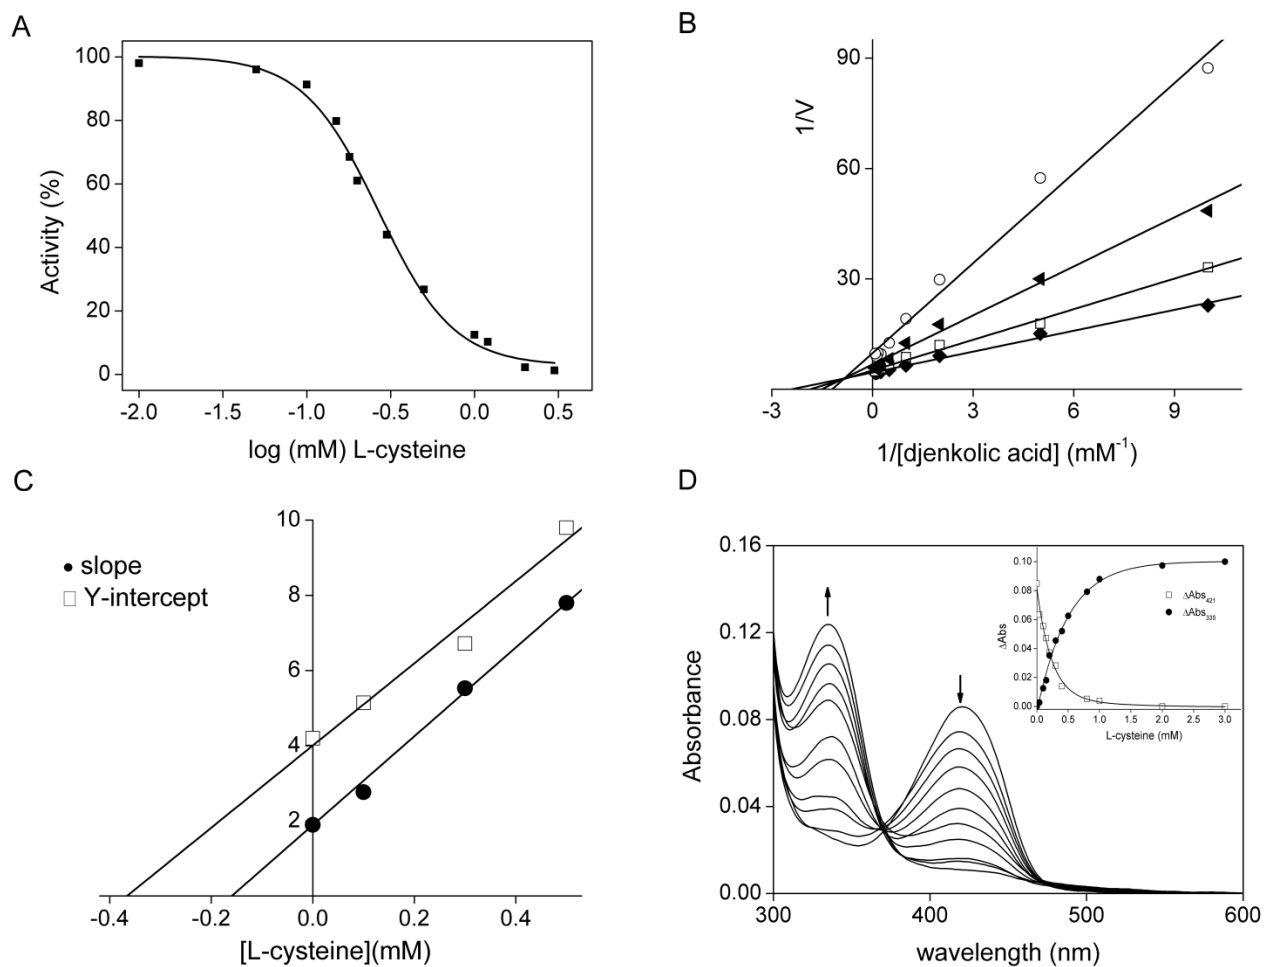 A
100
80
60
40
20
0
Activity (%)
-2.0 -1.5 -1.0 -0.5 0.0 0.5
log (mM) L-cysteine
B
90
60
30
1/V
-3 0 3 6 9
1/[djenkolic acid] (mM⁻¹)
C
slope
Y-intercept
10
8
6
4
2
-0.4 -0.2 0.0 0.2 0.4
[L-cysteine](mM)
D
0.16
0.12
0.08
0.04
0.00
Absorbance
300 400 500 600
wavelength (nm)
0.10
0.08
0.06
0.04
0.02
0.00
ΔAbs
ΔAbs₄₂₁
ΔAbs₃₃₅
0.0 0.5 1.0 1.5 2.0 2.5 3.0
L-cysteine (mM)